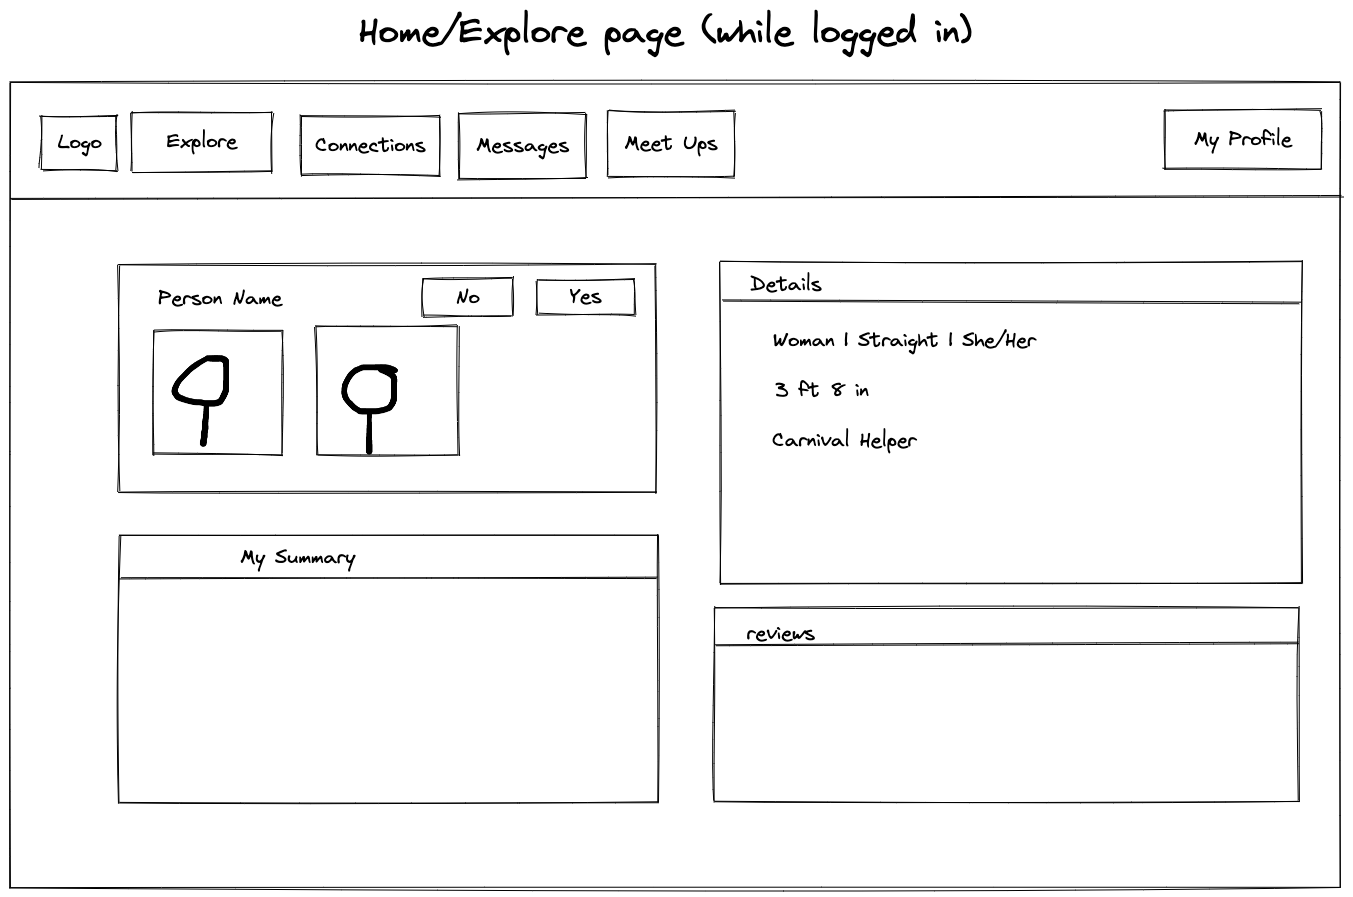 Home/Explore page (while logged in)
Logo
Explore
Connections
Messages
Meet Ups
My Profile
Person Name
No
Yes
Details
Woman | Straight | She/Her
3 ft 8 in
Carnival Helper
My Summary
reviews